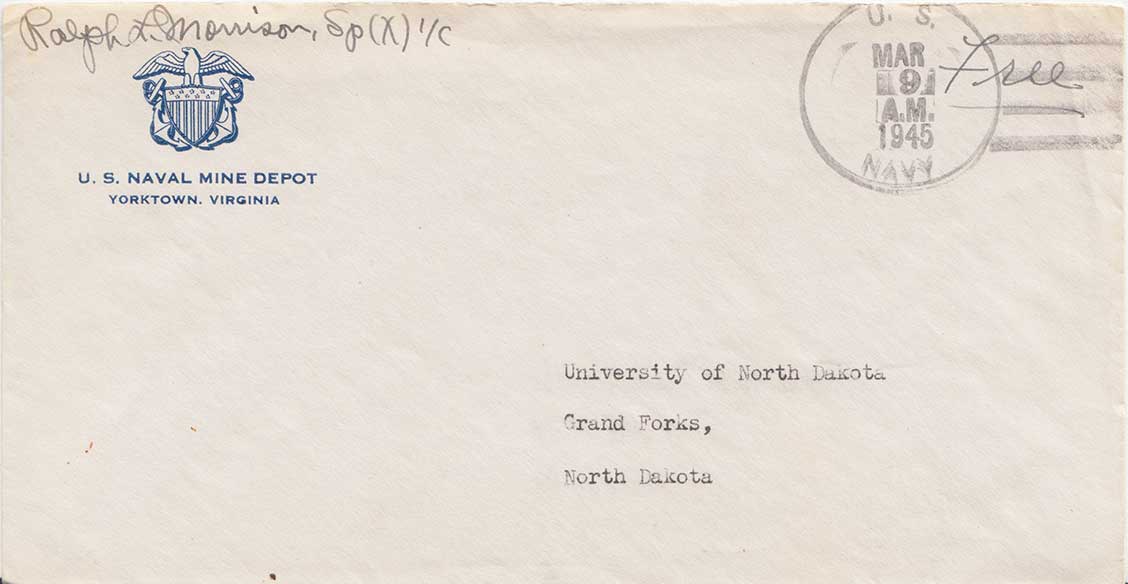 Ralph L. Morrison, Sp(X) 1/c
U. S. NAVAL MINE DEPOT
YORKTOWN, VIRGINIA
U. S.
MAR
9
A.M.
1945
NAVY
Free
University of North Dakota
Grand Forks,
North Dakota